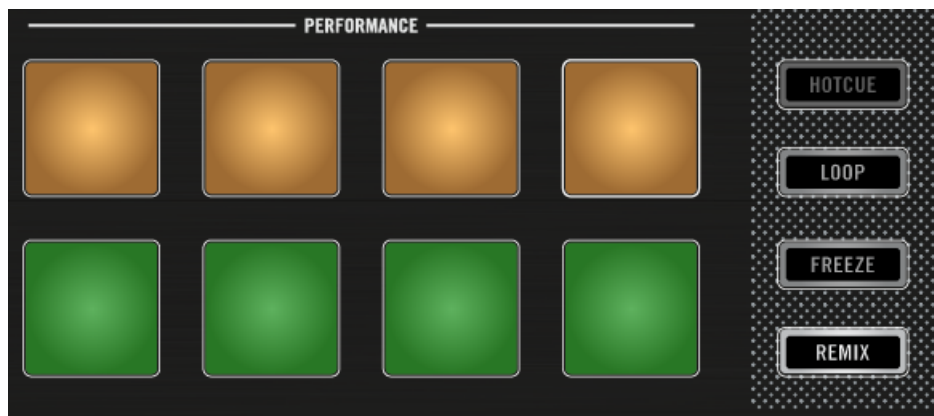 PERFORMANCE
HOTCUE
LOOP
FREEZE
REMIX